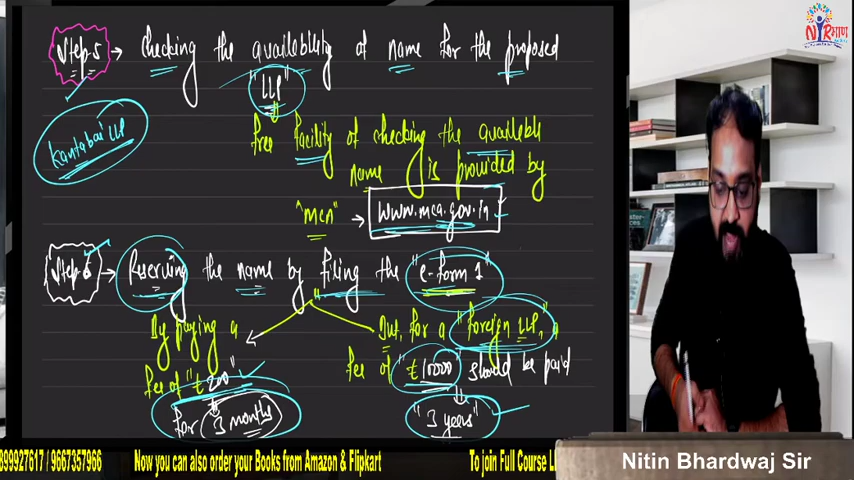 Step-5 → checking the availability of name for the proposed
"LLP"
kantabai LLP
Free facility of checking the available
name is provided by
"MCA" → www.mca.gov.in
Step-6 → Reserving the name by filing the "e-form 1"
By paying a
fee of "₹ 200"
for 3 months
But, for a "foreign LLP", a
fee of "₹ 10000" should be paid
"3 years"
Nitin Bhardwaj Sir
899927617 / 9667357966 Now you can also order your Books from Amazon & Flipkart To join Full Course LL